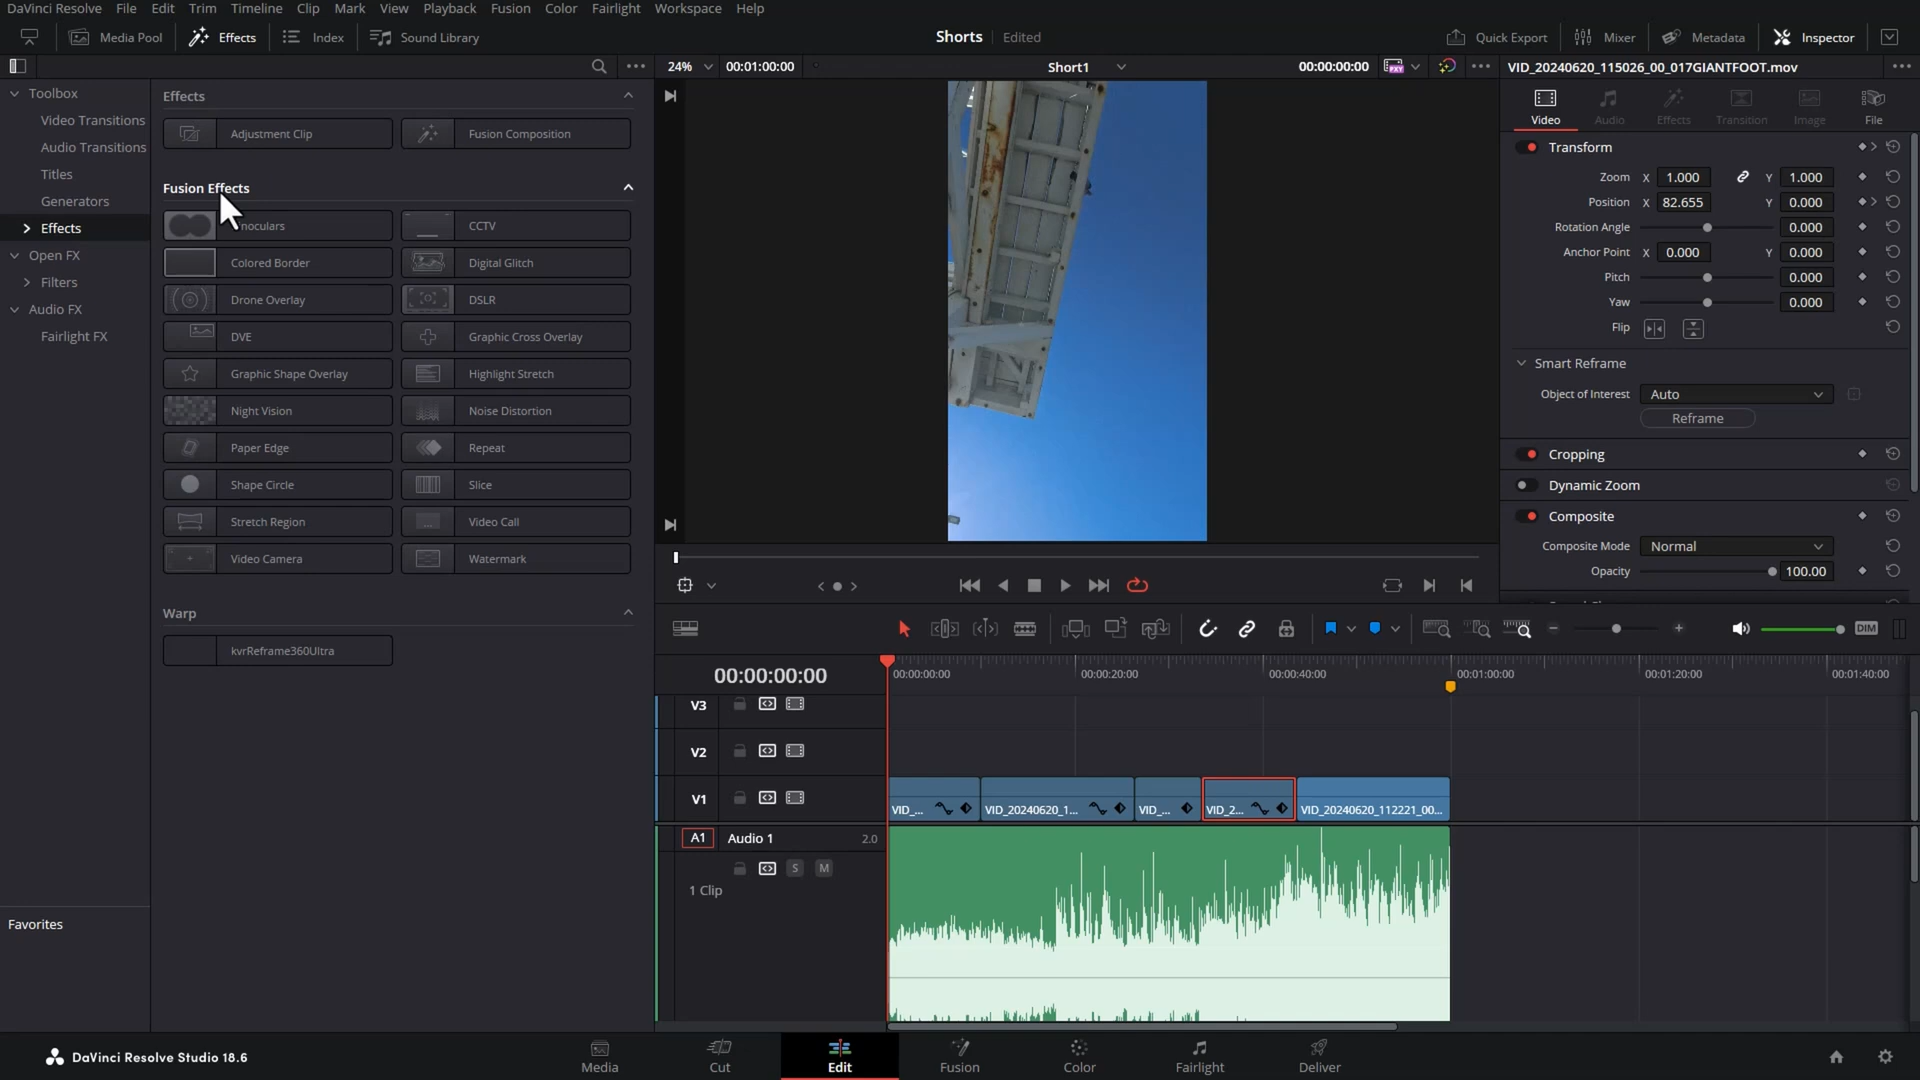 DaVinci Resolve File Edit Trim Timeline Clip Mark View Playback Fusion Color Fairlight Workspace Help
Media Pool Effects Index Sound Library Shorts Edited Quick Export Mixer Metadata Inspector
24% 00:01:00:00 Short1 00:00:00:00 PXY VID_20240620_115026_00_017GIANTFOOT.mov
Toolbox
Video Transitions
Audio Transitions
Titles
Generators
Effects
Open FX
Filters
Audio FX
Fairlight FX
Favorites
Effects
Adjustment Clip Fusion Composition
Fusion Effects
noculars CCTV
Colored Border Digital Glitch
Drone Overlay DSLR
DVE Graphic Cross Overlay
Graphic Shape Overlay Highlight Stretch
Night Vision Noise Distortion
Paper Edge Repeat
Shape Circle Slice
Stretch Region Video Call
Video Camera Watermark
Warp
kvrReframe360Ultra
Video Audio Effects Transition Image File
Transform
Zoom X 1.000 Y 1.000
Position X 82.655 Y 0.000
Rotation Angle 0.000
Anchor Point X 0.000 Y 0.000
Pitch 0.000
Yaw 0.000
Flip
Smart Reframe
Object of Interest Auto
Reframe
Cropping
Dynamic Zoom
Composite
Composite Mode Normal
Opacity 100.00
DIM
00:00:00:00 00:00:00:00 00:00:20:00 00:00:40:00 00:01:00:00 00:01:20:00 00:01:40:00
V3
V2
V1 VID_... VID_20240620_1... VID_... VID_2... VID_20240620_112221_00...
A1 Audio 1 2.0
S M
1 Clip
DaVinci Resolve Studio 18.6
Media Cut Edit Fusion Color Fairlight Deliver